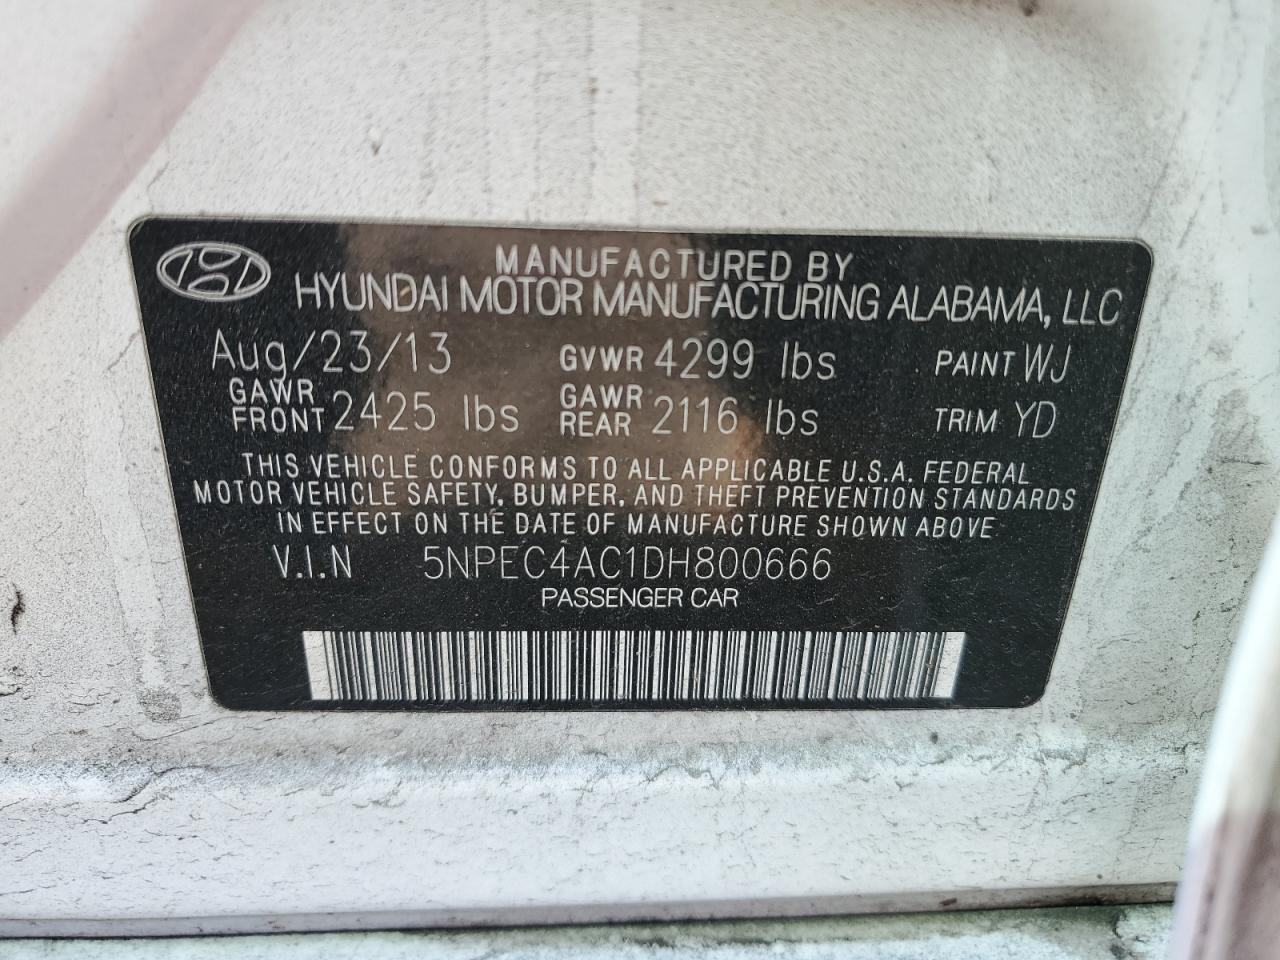 MANUFACTURED BY
HYUNDAI MOTOR MANUFACTURING ALABAMA, LLC
Aug/23/13 GVWR 4299 lbs PAINT WJ
GAWR FRONT 2425 lbs GAWR REAR 2116 lbs TRIM YD
THIS VEHICLE CONFORMS TO ALL APPLICABLE U.S.A. FEDERAL
MOTOR VEHICLE SAFETY, BUMPER, AND THEFT PREVENTION STANDARDS
IN EFFECT ON THE DATE OF MANUFACTURE SHOWN ABOVE
V.I.N 5NPEC4AC1DH800666
PASSENGER CAR